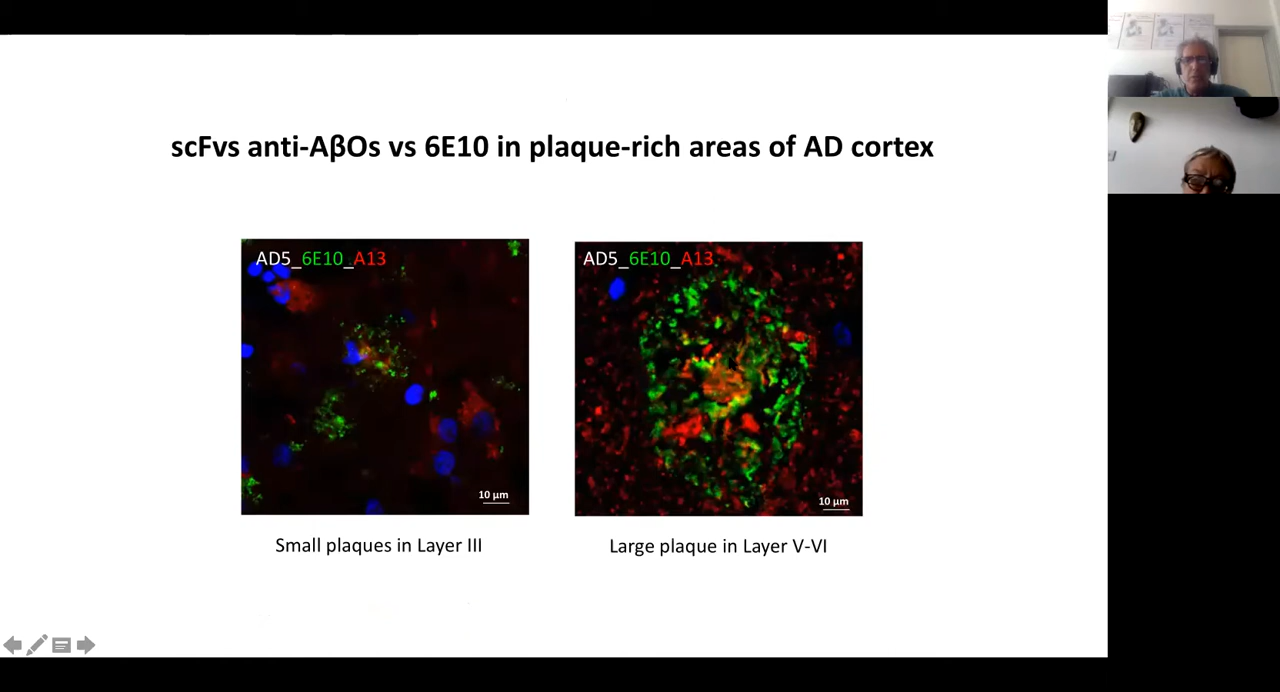 scFvs anti-AβOs vs 6E10 in plaque-rich areas of AD cortex
AD5_6E10_A13
10 µm
Small plaques in Layer III
AD5_6E10_A13
10 µm
Large plaque in Layer V-VI